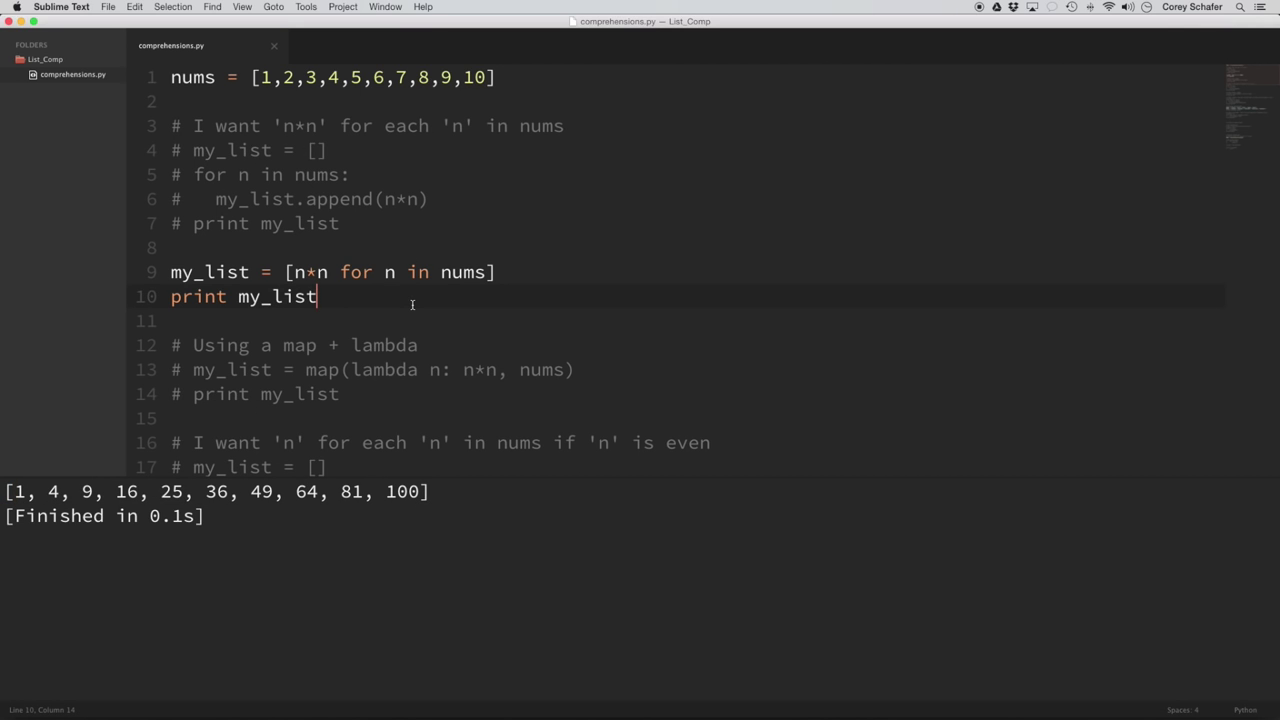 Sublime Text File Edit Selection Find View Goto Tools Project Window Help Corey Schafer
comprehensions.py — List_Comp
FOLDERS
List_Comp
comprehensions.py
comprehensions.py
1 nums = [1,2,3,4,5,6,7,8,9,10]
2
3 # I want 'n*n' for each 'n' in nums
4 # my_list = []
5 # for n in nums:
6 #   my_list.append(n*n)
7 # print my_list
8
9 my_list = [n*n for n in nums]
10 print my_list
11
12 # Using a map + lambda
13 # my_list = map(lambda n: n*n, nums)
14 # print my_list
15
16 # I want 'n' for each 'n' in nums if 'n' is even
17 # my_list = []
[1, 4, 9, 16, 25, 36, 49, 64, 81, 100]
[Finished in 0.1s]
Line 10, Column 14 Spaces: 4 Python